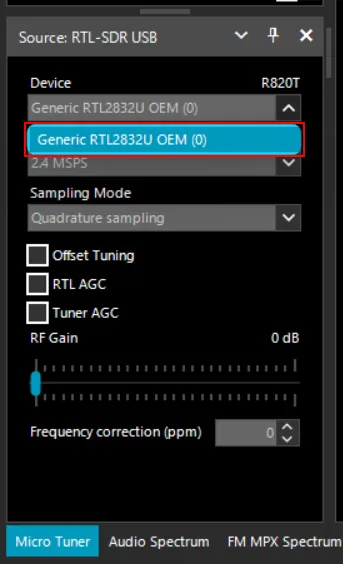 Source: RTL-SDR USB
Device R820T
Generic RTL2832U OEM (0)
Generic RTL2832U OEM (0)
2.4 MSPS
Sampling Mode
Quadrature sampling
Offset Tuning
RTL AGC
Tuner AGC
RF Gain 0 dB
Frequency correction (ppm) 0
Micro Tuner Audio Spectrum FM MPX Spectrum